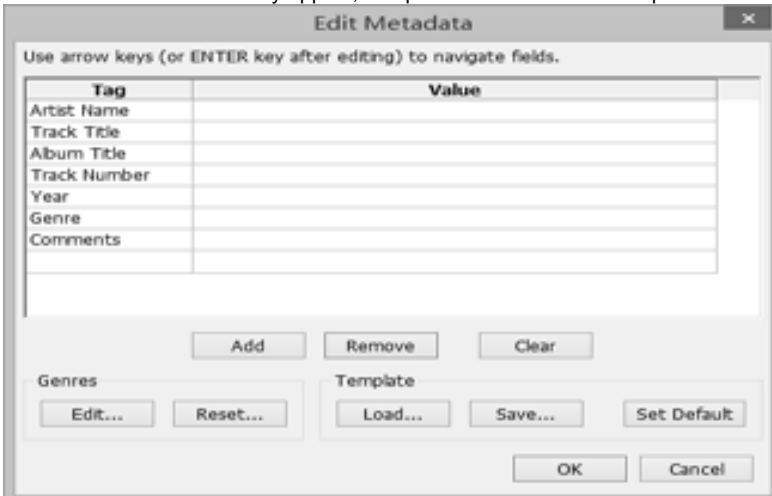 Edit Metadata
Use arrow keys (or ENTER key after editing) to navigate fields.
Tag Value
Artist Name
Track Title
Album Title
Track Number
Year
Genre
Comments
Add Remove Clear
Genres Template
Edit... Reset... Load... Save... Set Default
OK Cancel